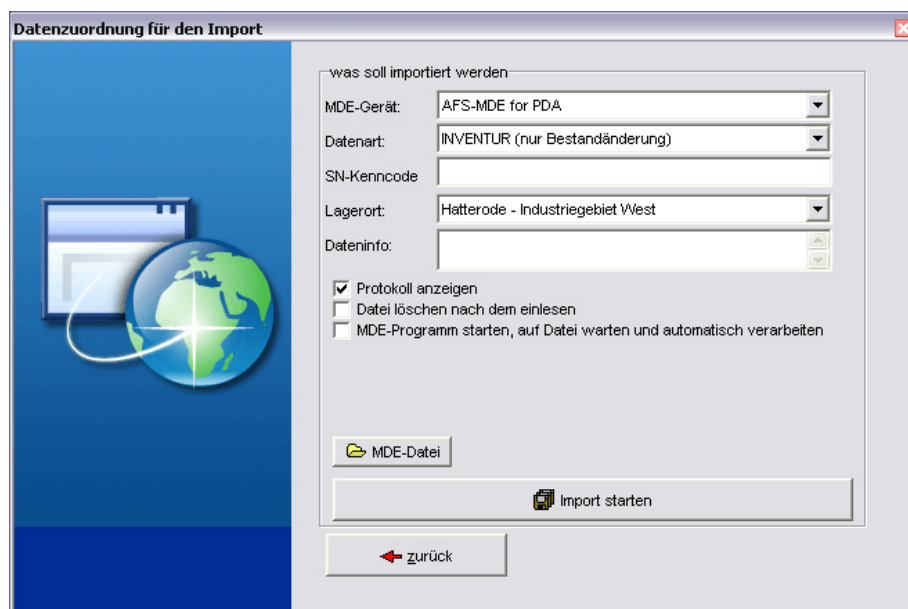 Datenzuordnung für den Import
was soll importiert werden
MDE-Gerät: AFS-MDE for PDA
Datenart: INVENTUR (nur Bestandänderung)
SN-Kenncode
Lagerort: Hatterode - Industriegebiet West
Dateninfo:
Protokoll anzeigen
Datei löschen nach dem einlesen
MDE-Programm starten, auf Datei warten und automatisch verarbeiten
MDE-Datei
Import starten
zurück